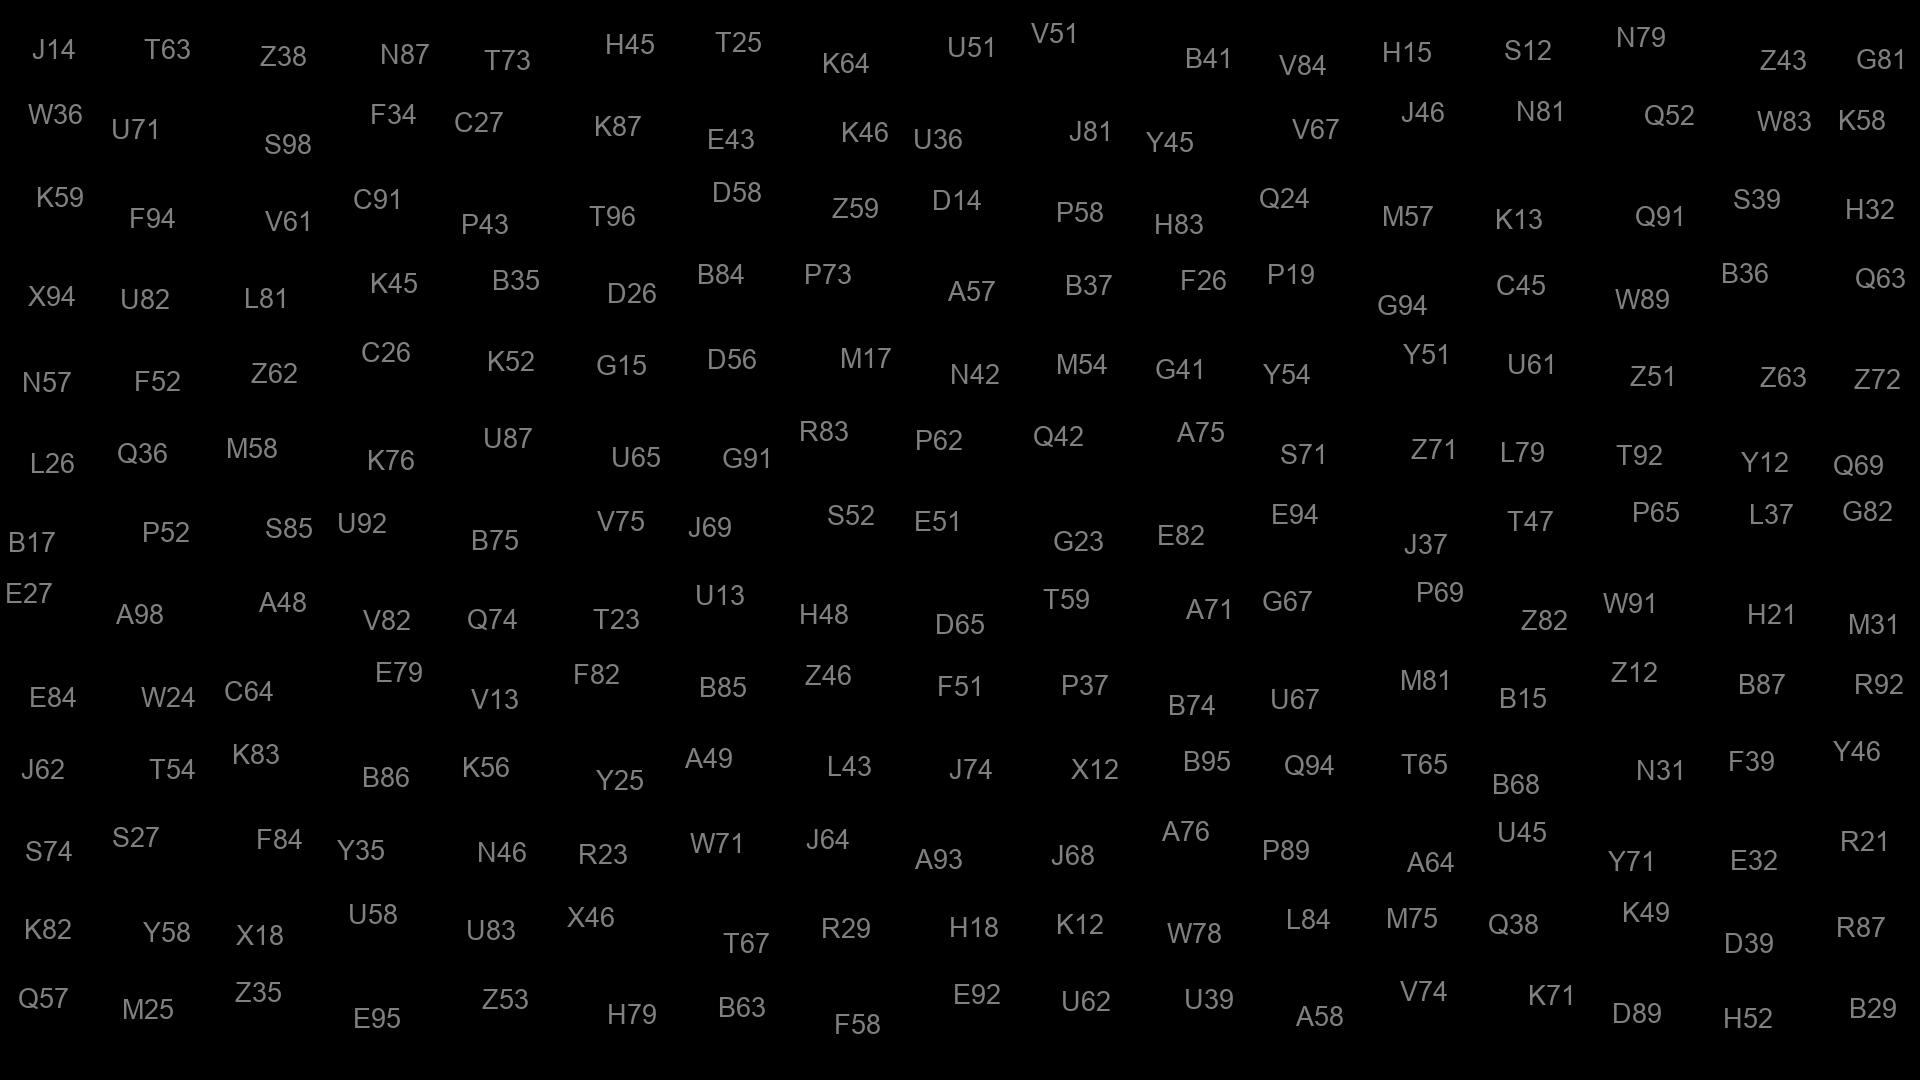 J14 T63 Z38 N87 T73 H45 T25 K64 U51 V51 B41 V84 H15 S12 N79 Z43 G81
W36 U71 S98 F34 C27 K87 E43 K46 U36 J81 Y45 V67 J46 N81 Q52 W83 K58
K59 F94 V61 C91 P43 T96 D58 Z59 D14 P58 H83 Q24 M57 K13 Q91 S39 H32
X94 U82 L81 K45 B35 D26 B84 P73 A57 B37 F26 P19 G94 C45 W89 B36 Q63
N57 F52 Z62 C26 K52 G15 D56 M17 N42 M54 G41 Y54 Y51 U61 Z51 Z63 Z72
L26 Q36 M58 K76 U87 U65 G91 R83 P62 Q42 A75 S71 Z71 L79 T92 Y12 Q69
B17 P52 S85 U92 B75 V75 J69 S52 E51 G23 E82 E94 J37 T47 P65 L37 G82
E27 A98 A48 V82 Q74 T23 U13 H48 D65 T59 A71 G67 P69 Z82 W91 H21 M31
E84 W24 C64 E79 V13 F82 B85 Z46 F51 P37 B74 U67 M81 B15 Z12 B87 R92
J62 T54 K83 B86 K56 Y25 A49 L43 J74 X12 B95 Q94 T65 B68 N31 F39 Y46
S74 S27 F84 Y35 N46 R23 W71 J64 A93 J68 A76 P89 A64 U45 Y71 E32 R21
K82 Y58 X18 U58 U83 X46 T67 R29 H18 K12 W78 L84 M75 Q38 K49 D39 R87
Q57 M25 Z35 E95 Z53 H79 B63 F58 E92 U62 U39 A58 V74 K71 D89 H52 B29